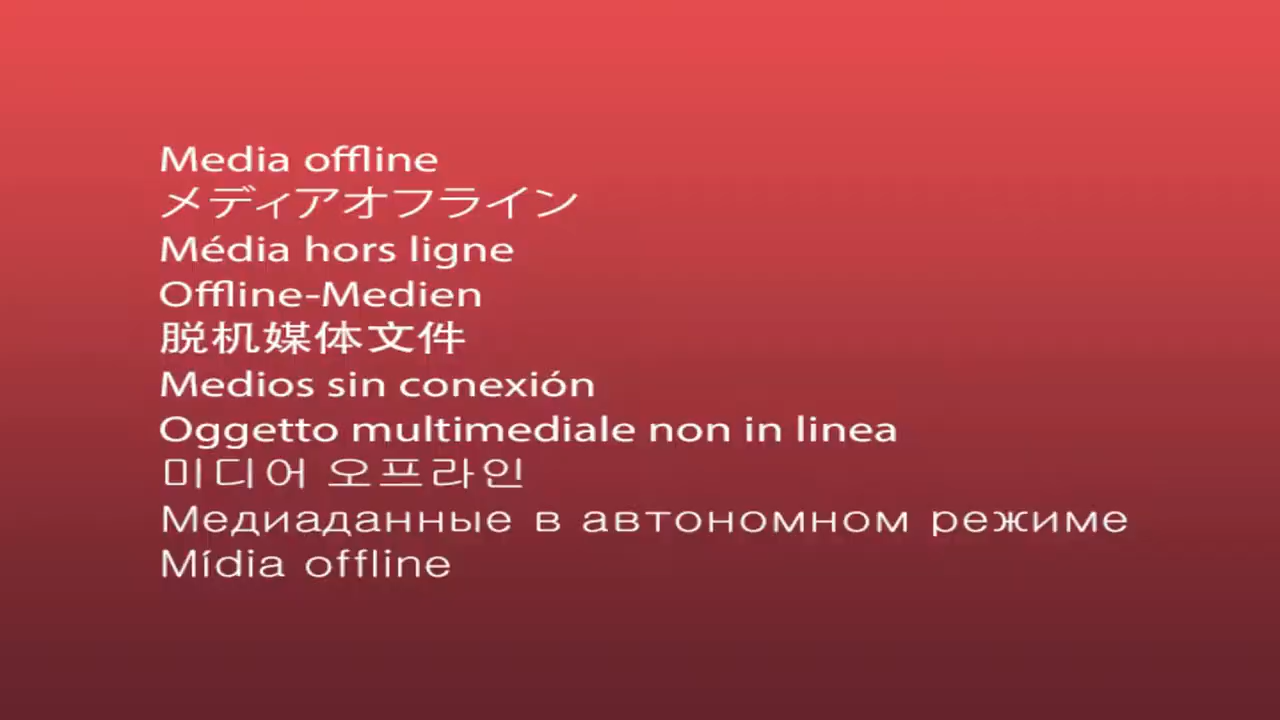 Media offline
メディアオフライン
Média hors ligne
Offline-Medien
脱机媒体文件
Medios sin conexión
Oggetto multimediale non in linea
미디어 오프라인
Медиаданные в автономном режиме
Mídia offline